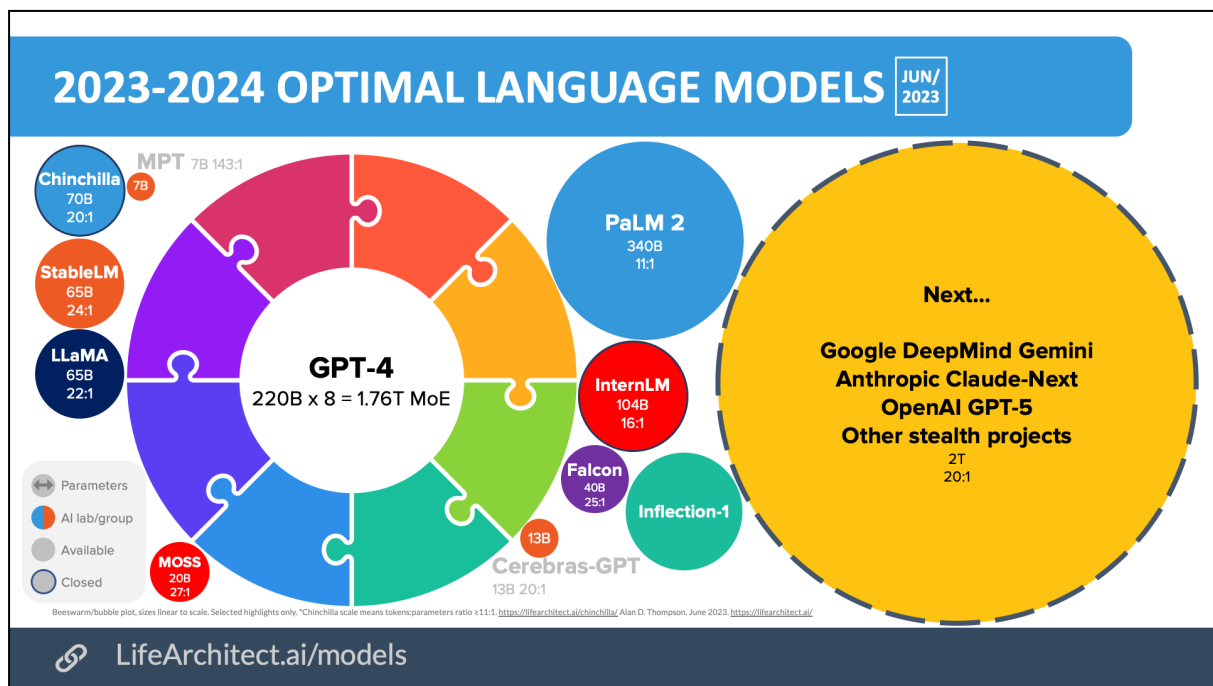 2023-2024 OPTIMAL LANGUAGE MODELS
JUN/
2023
MPT 7B 143:1
7B
Chinchilla
70B
20:1
StableLM
65B
24:1
LLaMA
65B
22:1
GPT-4
220B x 8 = 1.76T MoE
PaLM 2
340B
11:1
InternLM
104B
16:1
Falcon
40B
25:1
Inflection-1
Next...
Google DeepMind Gemini
Anthropic Claude-Next
OpenAI GPT-5
Other stealth projects
2T
20:1
Parameters
AI lab/group
Available
Closed
MOSS
20B
27:1
13B
Cerebras-GPT
13B 20:1
Beeswarm/bubble plot, sizes linear to scale. Selected highlights only. *Chinchilla scale means tokens:parameters ratio ≥11:1. https://lifearchitect.ai/chinchilla/ Alan D. Thompson. June 2023. https://lifearchitect.ai/
LifeArchitect.ai/models